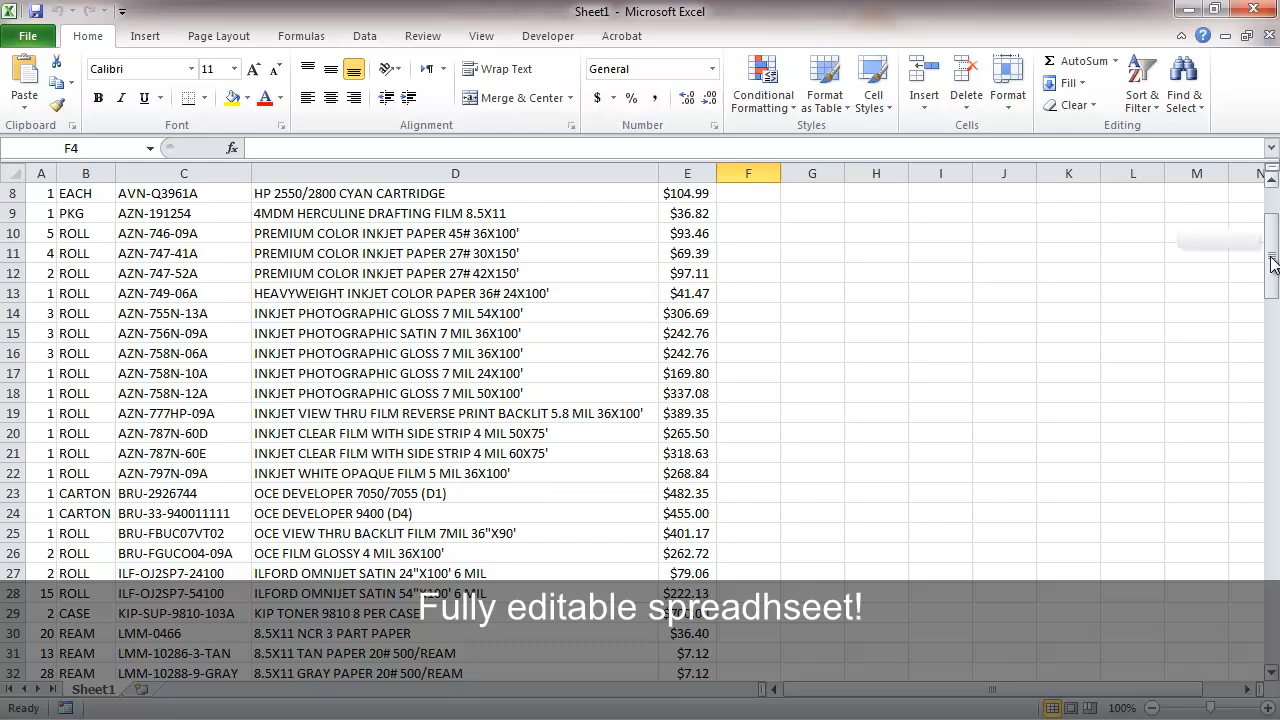 Sheet1 - Microsoft Excel
File Home Insert Page Layout Formulas Data Review View Developer Acrobat
Paste
Calibri 11
B I U
Wrap Text
Merge & Center
General
$ % ,
Conditional Formatting
Format as Table
Cell Styles
Insert Delete Format
Σ AutoSum
Fill
Clear
Sort & Filter
Find & Select
Clipboard Font Alignment Number Styles Cells Editing
F4 fx
A B C D E F G H I J K L M N
8 1 EACH AVN-Q3961A HP 2550/2800 CYAN CARTRIDGE $104.99
9 1 PKG AZN-191254 4MDM HERCULINE DRAFTING FILM 8.5X11 $36.82
10 5 ROLL AZN-746-09A PREMIUM COLOR INKJET PAPER 45# 36X100' $93.46
11 4 ROLL AZN-747-41A PREMIUM COLOR INKJET PAPER 27# 30X150' $69.39
12 2 ROLL AZN-747-52A PREMIUM COLOR INKJET PAPER 27# 42X150' $97.11
13 1 ROLL AZN-749-06A HEAVYWEIGHT INKJET COLOR PAPER 36# 24X100' $41.47
14 3 ROLL AZN-755N-13A INKJET PHOTOGRAPHIC GLOSS 7 MIL 54X100' $306.69
15 3 ROLL AZN-756N-09A INKJET PHOTOGRAPHIC SATIN 7 MIL 36X100' $242.76
16 3 ROLL AZN-758N-06A INKJET PHOTOGRAPHIC GLOSS 7 MIL 36X100' $242.76
17 1 ROLL AZN-758N-10A INKJET PHOTOGRAPHIC GLOSS 7 MIL 24X100' $169.80
18 1 ROLL AZN-758N-12A INKJET PHOTOGRAPHIC GLOSS 7 MIL 50X100' $337.08
19 1 ROLL AZN-777HP-09A INKJET VIEW THRU FILM REVERSE PRINT BACKLIT 5.8 MIL 36X100' $389.35
20 1 ROLL AZN-787N-60D INKJET CLEAR FILM WITH SIDE STRIP 4 MIL 50X75' $265.50
21 1 ROLL AZN-787N-60E INKJET CLEAR FILM WITH SIDE STRIP 4 MIL 60X75' $318.63
22 1 ROLL AZN-797N-09A INKJET WHITE OPAQUE FILM 5 MIL 36X100' $268.84
23 1 CARTON BRU-2926744 OCE DEVELOPER 7050/7055 (D1) $482.35
24 1 CARTON BRU-33-940011111 OCE DEVELOPER 9400 (D4) $455.00
25 1 ROLL BRU-FBUC07VT02 OCE VIEW THRU BACKLIT FILM 7MIL 36"X90' $401.17
26 2 ROLL BRU-FGUCO04-09A OCE FILM GLOSSY 4 MIL 36X100' $262.72
27 2 ROLL ILF-OJ2SP7-24100 ILFORD OMNIJET SATIN 24"X100' 6 MIL $79.06
28 15 ROLL ILF-OJ2SP7-54100 ILFORD OMNIJET SATIN 54"X100' 6 MIL $222.13
Fully editable spreadhseet!
29 2 CASE KIP-SUP-9810-103A KIP TONER 9810 8 PER CASE
30 20 REAM LMM-0466 8.5X11 NCR 3 PART PAPER $36.40
31 13 REAM LMM-10286-3-TAN 8.5X11 TAN PAPER 20# 500/REAM $7.12
32 28 REAM LMM-10288-9-GRAY 8.5X11 GRAY PAPER 20# 500/REAM $7.12
Sheet1
Ready 100%